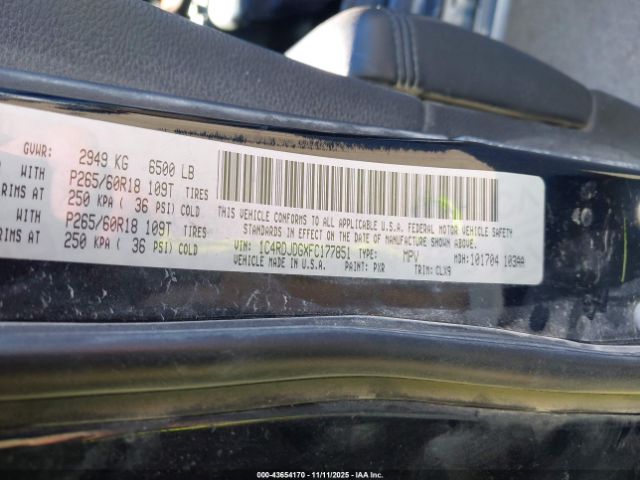 GVWR: 2949 KG 6500 LB
WITH P265/60R18 109T TIRES
RIMS AT 250 KPA ( 36 PSI) COLD
WITH P265/60R18 109T TIRES
RIMS AT 250 KPA ( 36 PSI) COLD
THIS VEHICLE CONFORMS TO ALL APPLICABLE U.S.A. FEDERAL MOTOR VEHICLE SAFETY
STANDARDS IN EFFECT ON THE DATE OF MANUFACTURE SHOWN ABOVE.
VIN: 1C4RDJDGXFC177851 TYPE: MPV MDH: 101704 103AA
VEHICLE MADE IN U.S.A. PAINT: PXR TRIM: CLX9
000-43654170 - 11/11/2025 - IAAI.COM